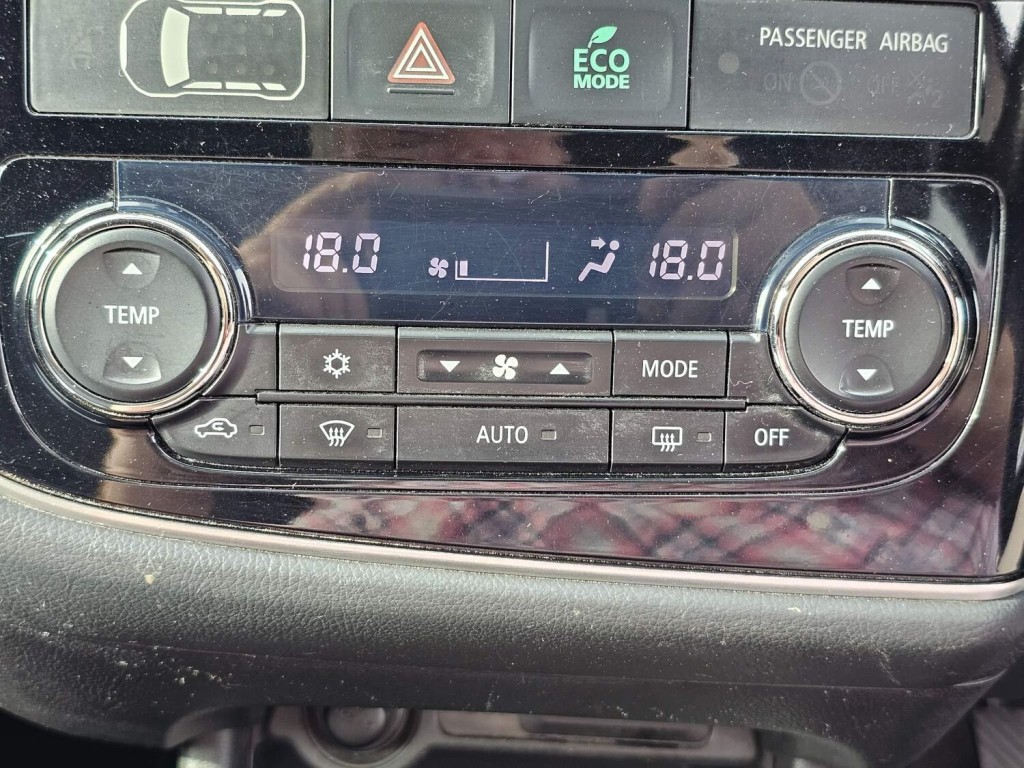 ECO
MODE
PASSENGER AIRBAG
ON OFF
18.0 18.0
TEMP
TEMP
MODE
AUTO
OFF